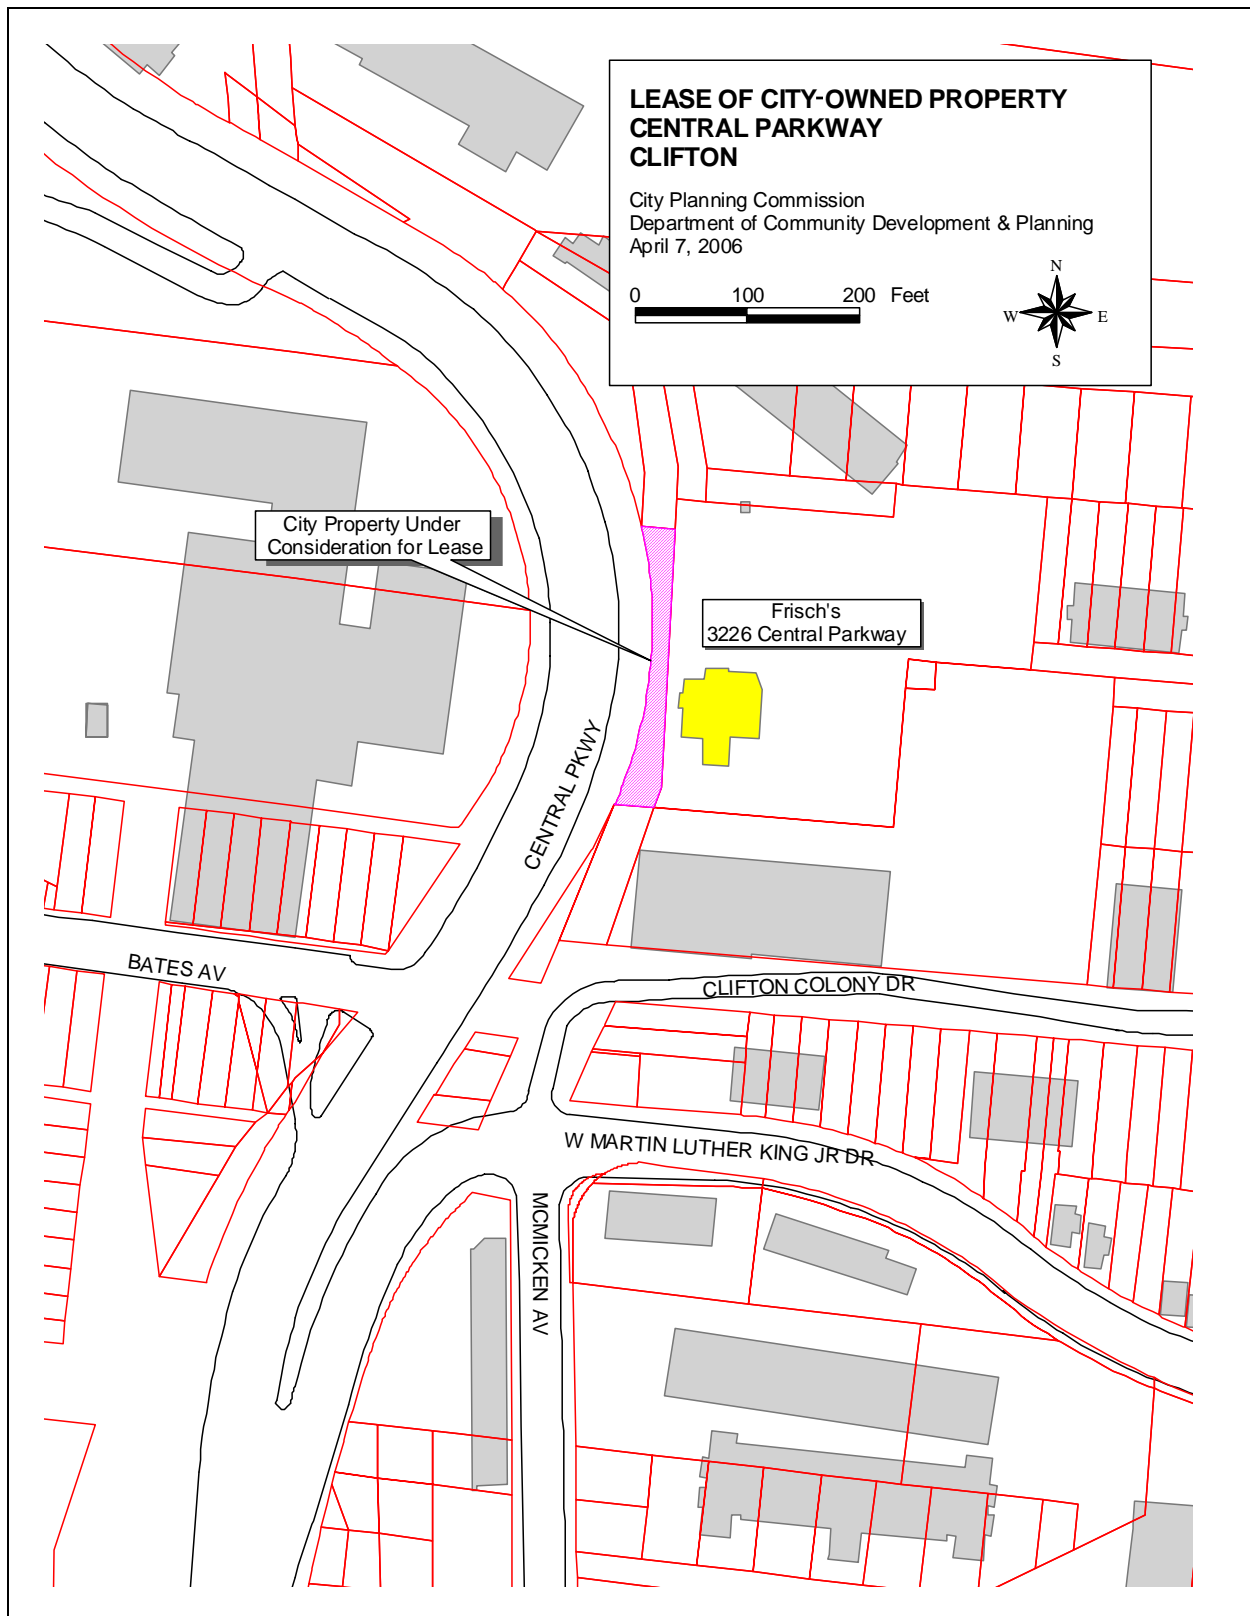 LEASE OF CITY-OWNED PROPERTY
CENTRAL PARKWAY
CLIFTON
City Planning Commission
Department of Community Development & Planning
April 7, 2006
0 100 200 Feet
N
W E
S
City Property Under
Consideration for Lease
Frisch's
3226 Central Parkway
CENTRAL PKWY
BATES AV
CLIFTON COLONY DR
W MARTIN LUTHER KING JR DR
MCMICKEN AV